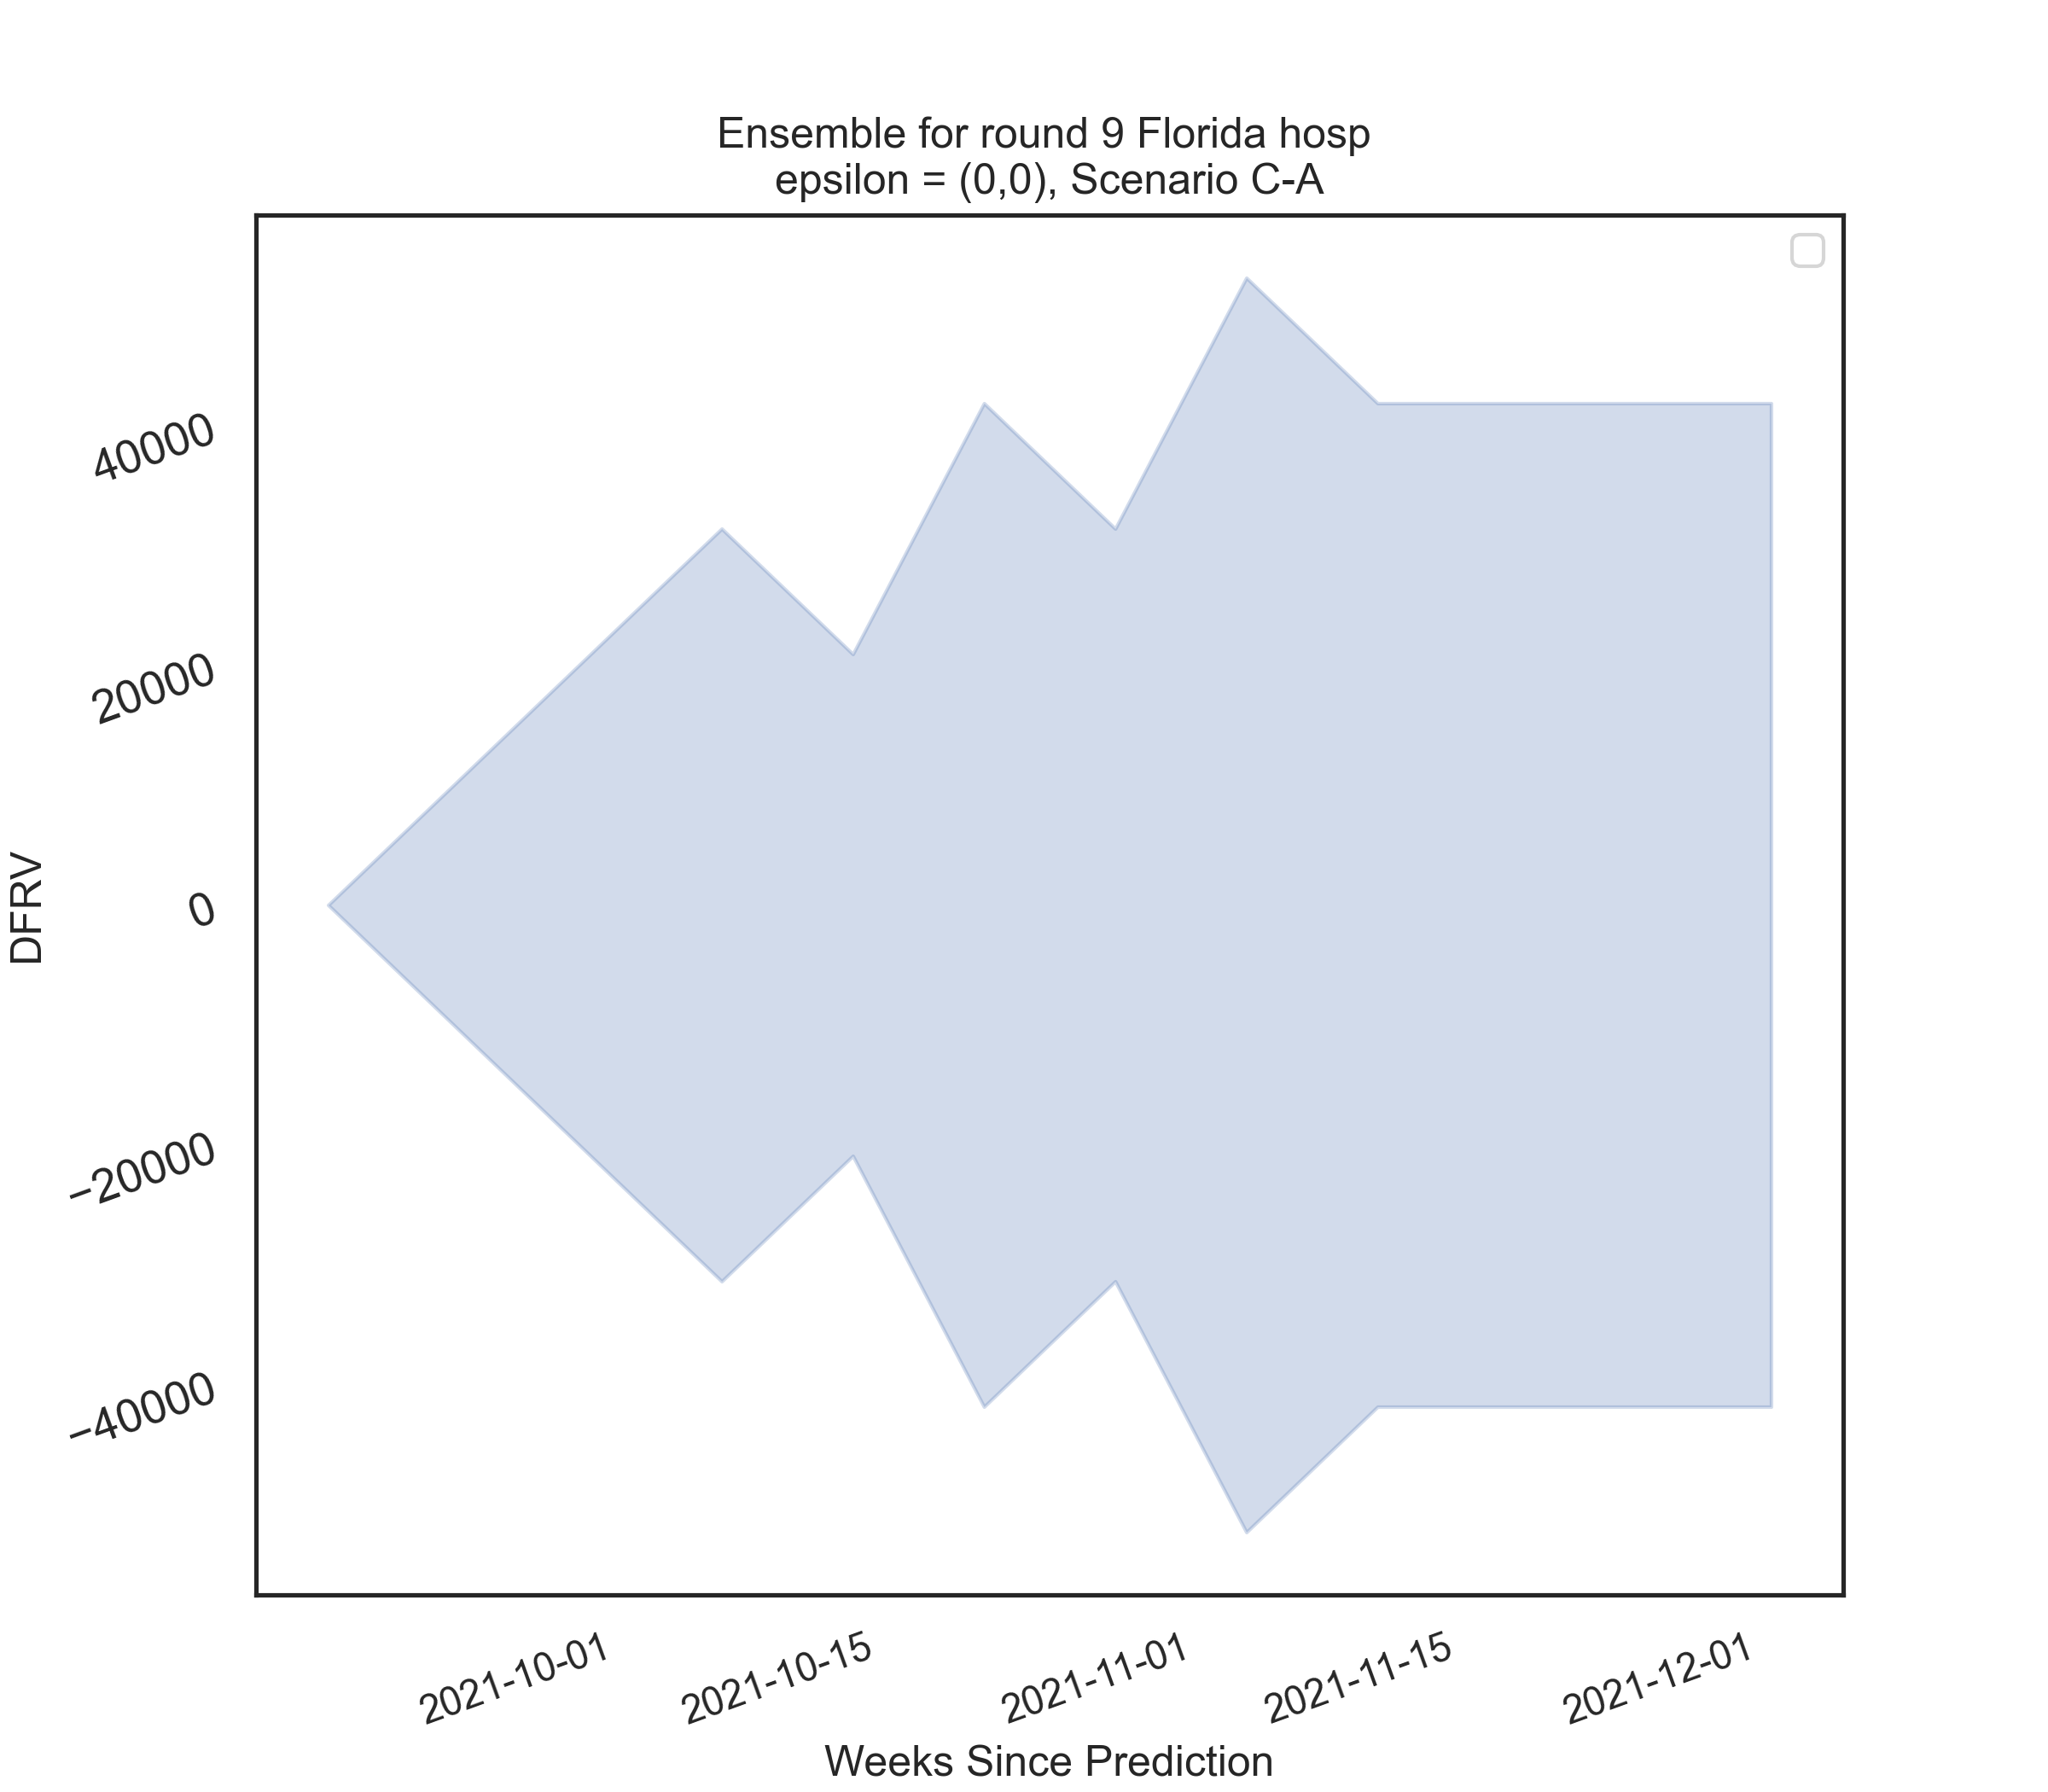 Ensemble for round 9 Florida hosp
epsilon = (0,0), Scenario C-A
40000
20000
0
−20000
−40000
DFRV
2021-10-01
2021-10-15
2021-11-01
2021-11-15
2021-12-01
Weeks Since Prediction